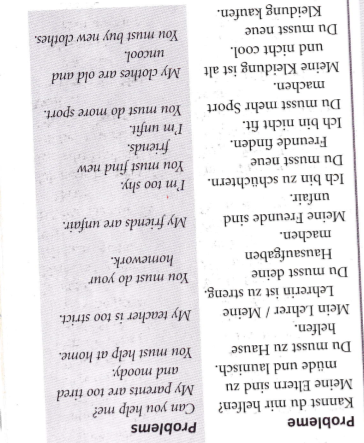 Probleme
Kannst du mir helfen?
Meine Eltern sind zu
müde und launisch.
Du musst zu Hause
helfen.
Mein Lehrer / Meine
Lehrerin ist zu streng.
Du musst deine
Hausaufgaben
machen.
Meine Freunde sind
unfair.
Ich bin zu schüchtern.
Du musst neue
Freunde finden.
Ich bin nicht fit.
Du musst mehr Sport
machen.
Meine Kleidung ist alt
und nicht cool.
Du musst neue
Kleidung kaufen.
Problems
Can you help me?
My parents are too tired
and moody.
You must help at home.
My teacher is too strict.
You must do your
homework.
My friends are unfair.
I'm too shy.
You must find new
friends.
I'm unfit.
You must do more sport.
My clothes are old and
uncool.
You must buy new clothes.